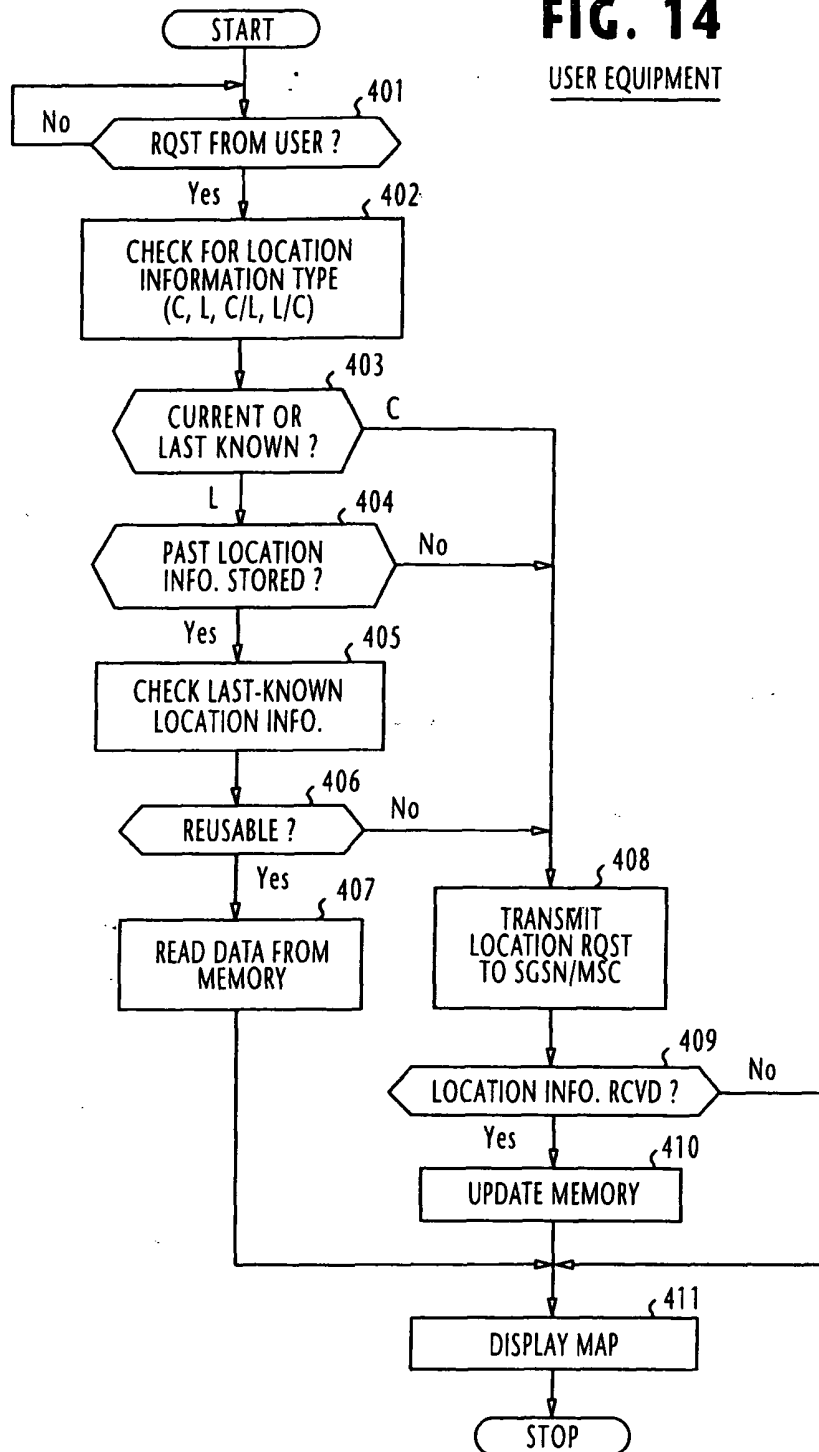 FIG. 14
USER EQUIPMENT
START
401
No
RQST FROM USER ?
Yes
402
CHECK FOR LOCATION
INFORMATION TYPE
(C, L, C/L, L/C)
403
CURRENT OR
LAST KNOWN ?
C
L
404
PAST LOCATION
INFO. STORED ?
No
Yes
405
CHECK LAST-KNOWN
LOCATION INFO.
406
REUSABLE ?
No
Yes
407
READ DATA FROM
MEMORY
408
TRANSMIT
LOCATION RQST
TO SGSN/MSC
409
LOCATION INFO. RCVD ?
No
Yes
410
UPDATE MEMORY
411
DISPLAY MAP
STOP